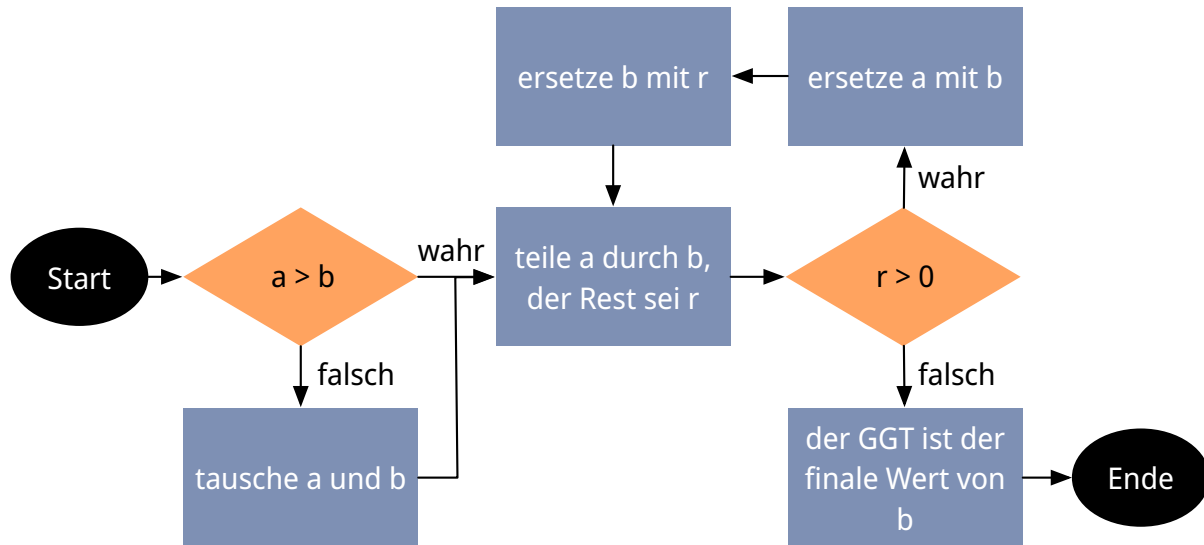 Start
a > b
wahr
falsch
tausche a und b
teile a durch b,
der Rest sei r
r > 0
wahr
ersetze a mit b
ersetze b mit r
falsch
der GGT ist der
finale Wert von
b
Ende